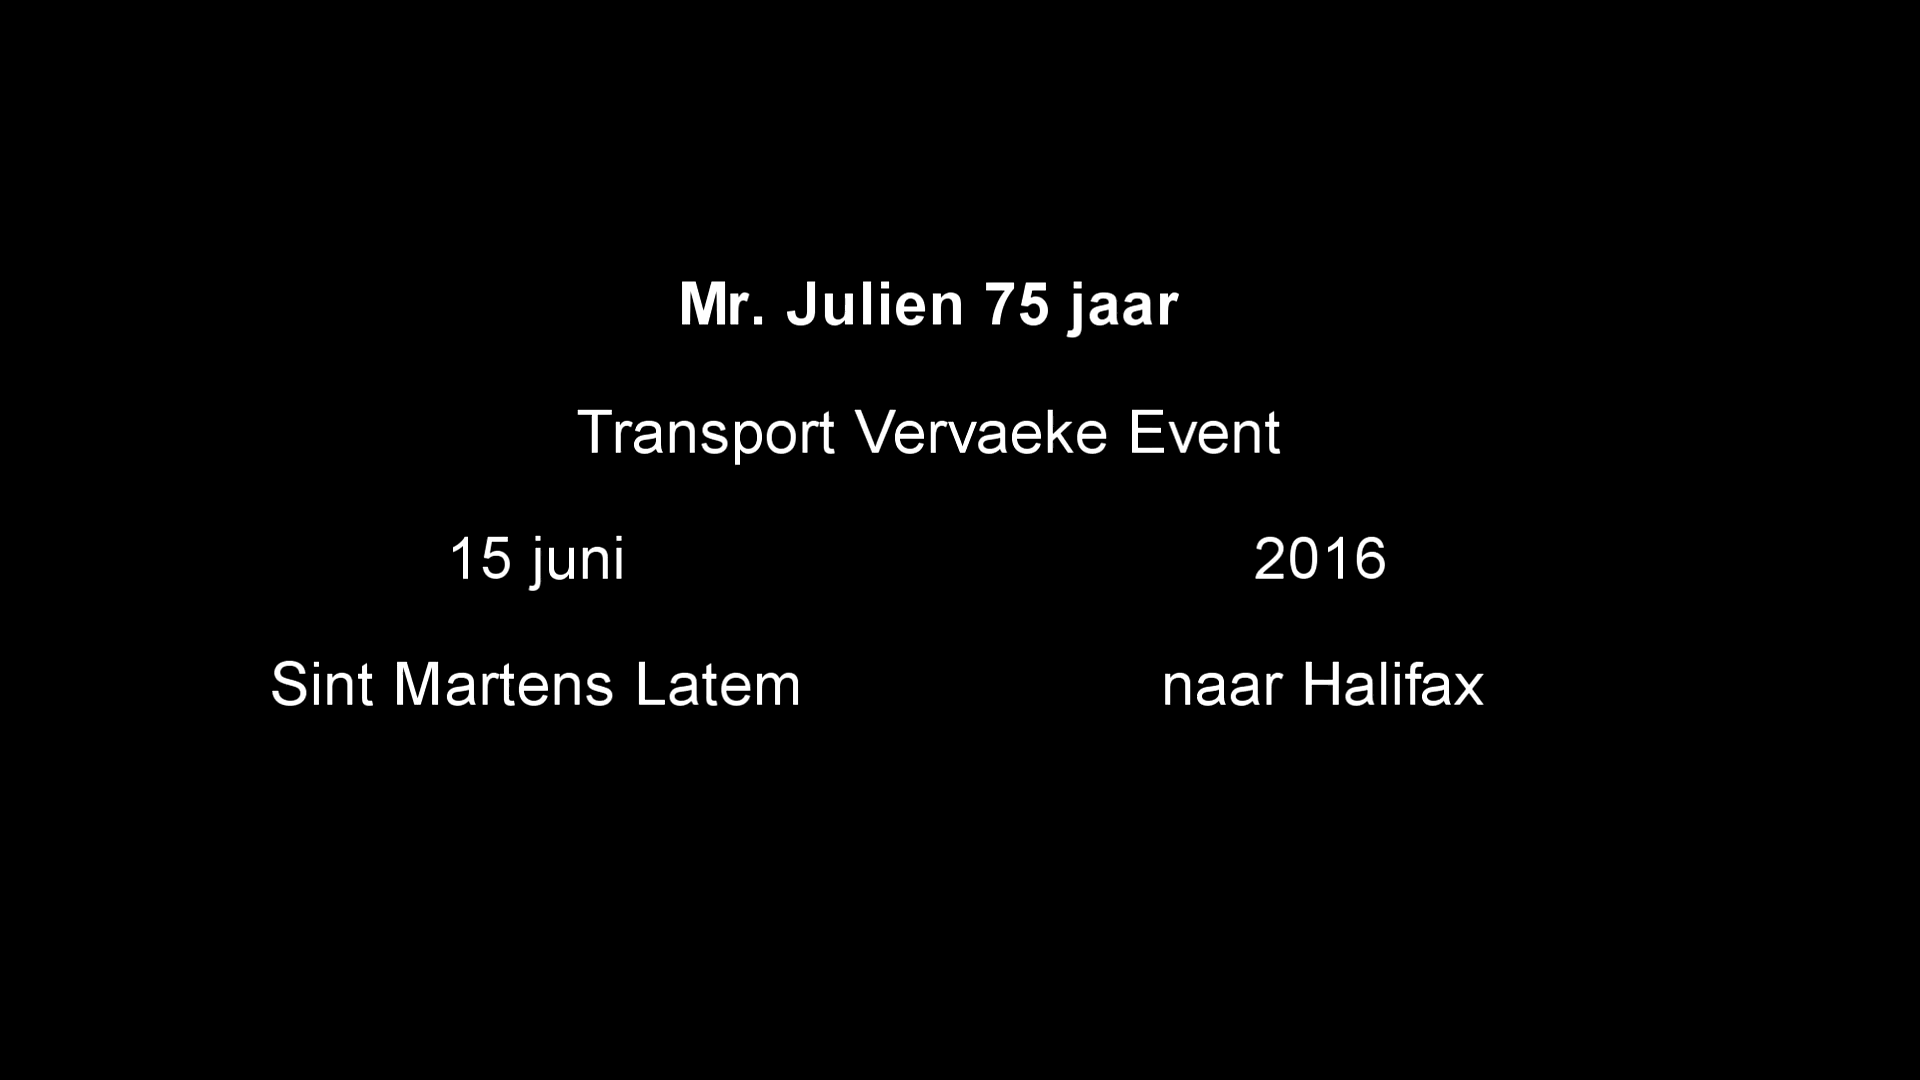 Mr. Julien 75 jaar
Transport Vervaeke Event
15 juni 2016
Sint Martens Latem naar Halifax